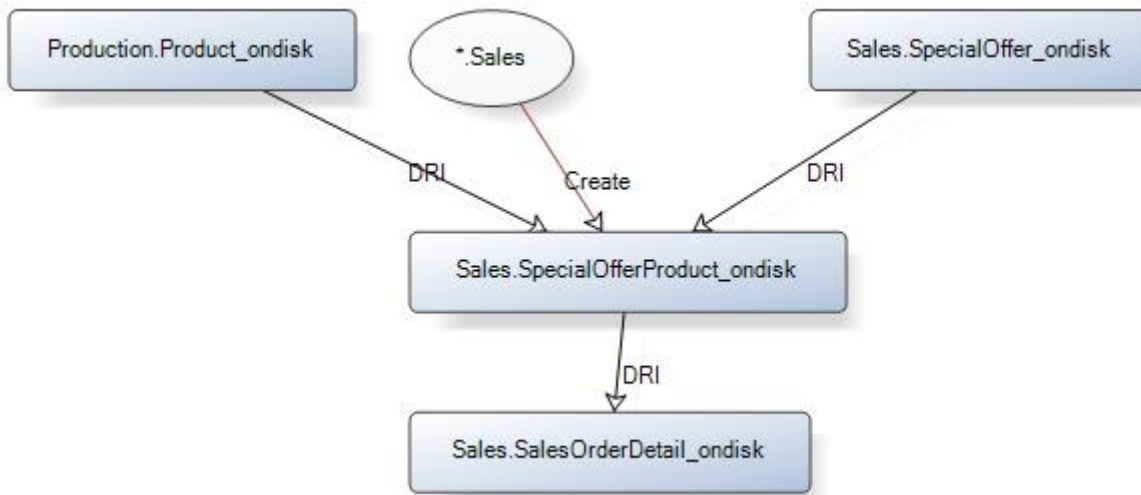 Production.Product_ondisk
*.Sales
Sales.SpecialOffer_ondisk
DRI
Create
DRI
Sales.SpecialOfferProduct_ondisk
DRI
Sales.SalesOrderDetail_ondisk